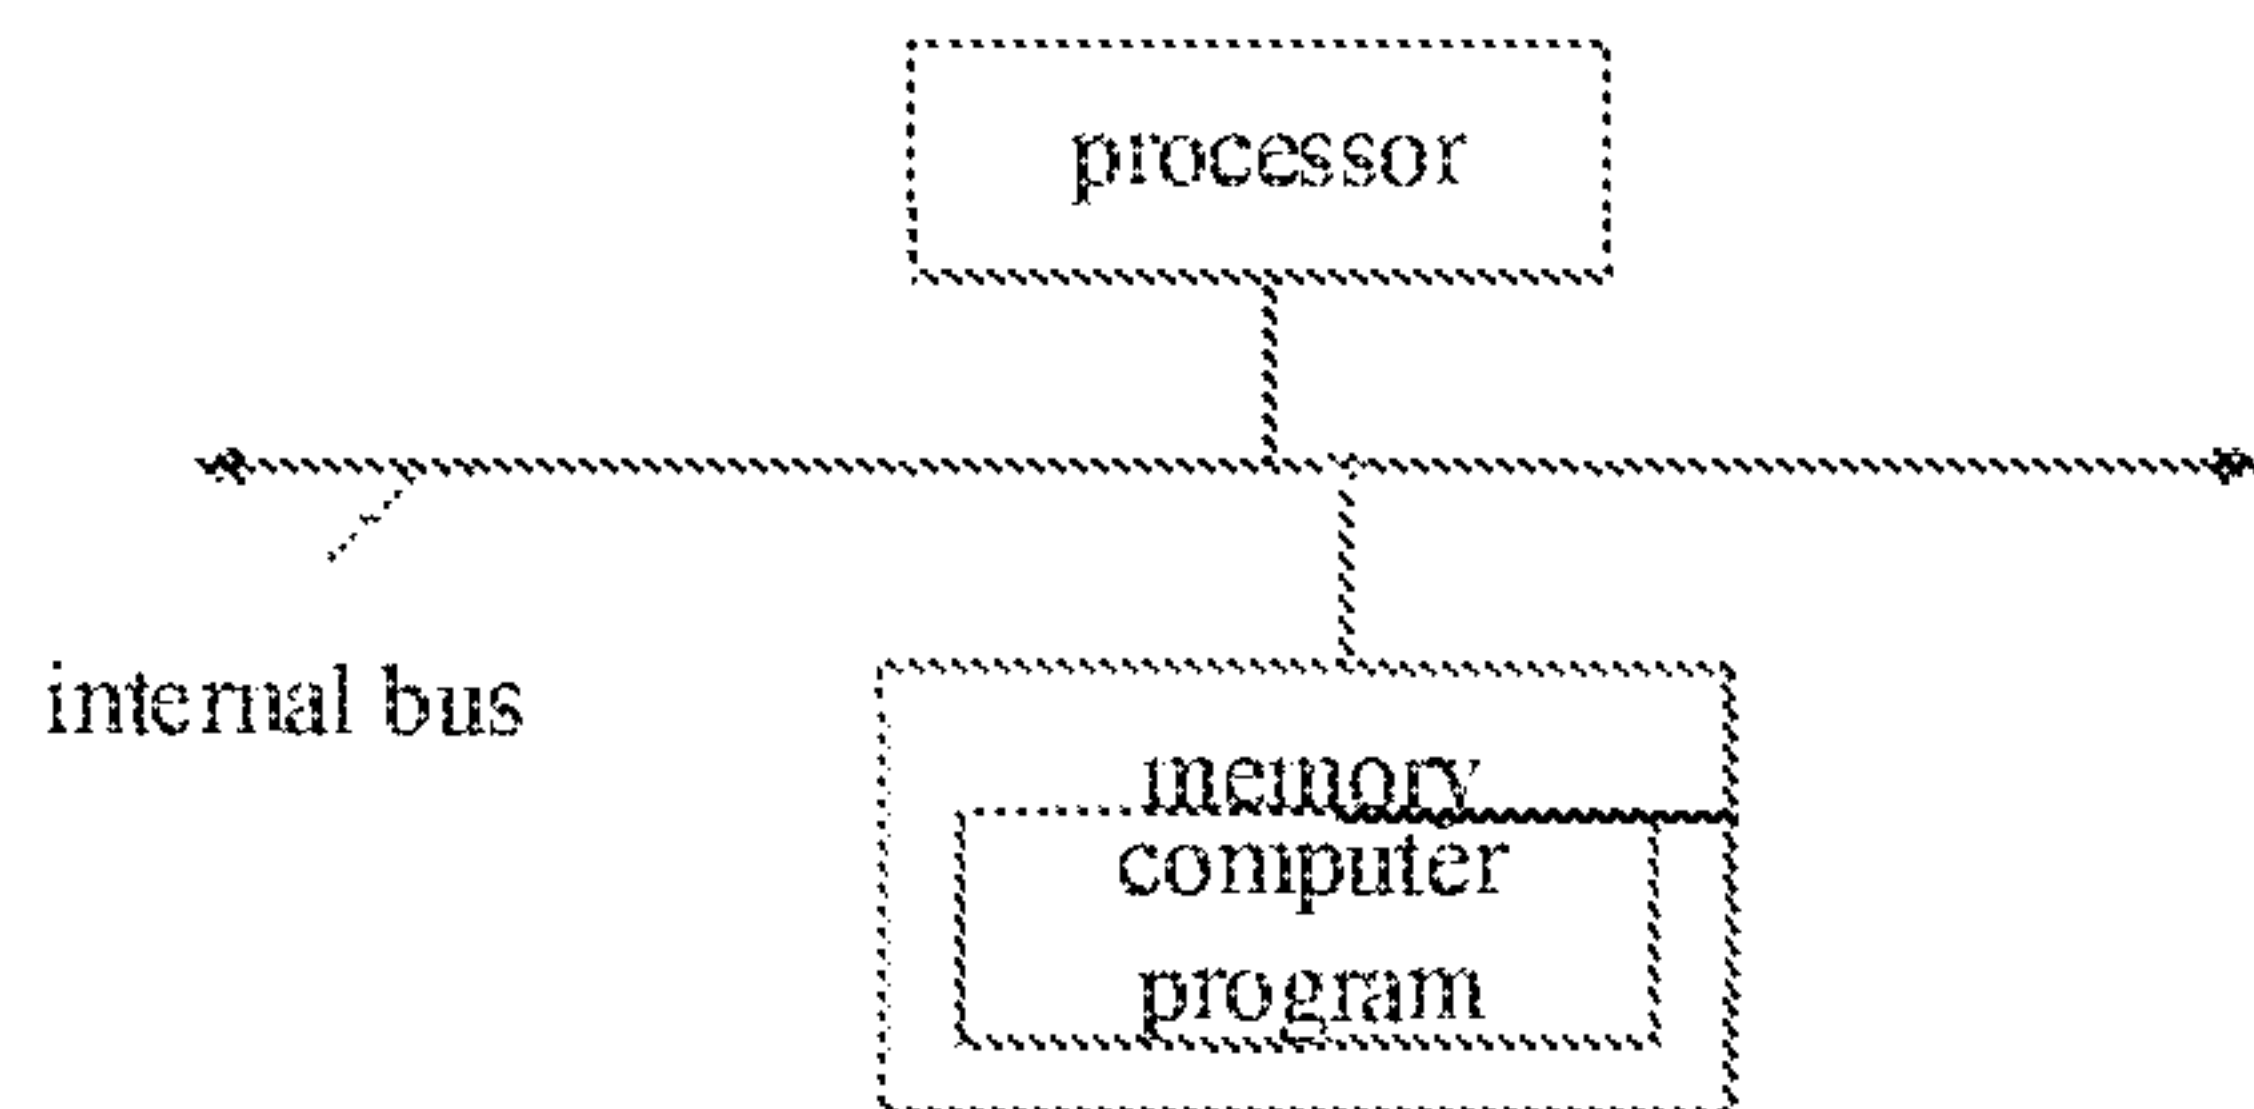 processor
internal bus
memory
computer
program